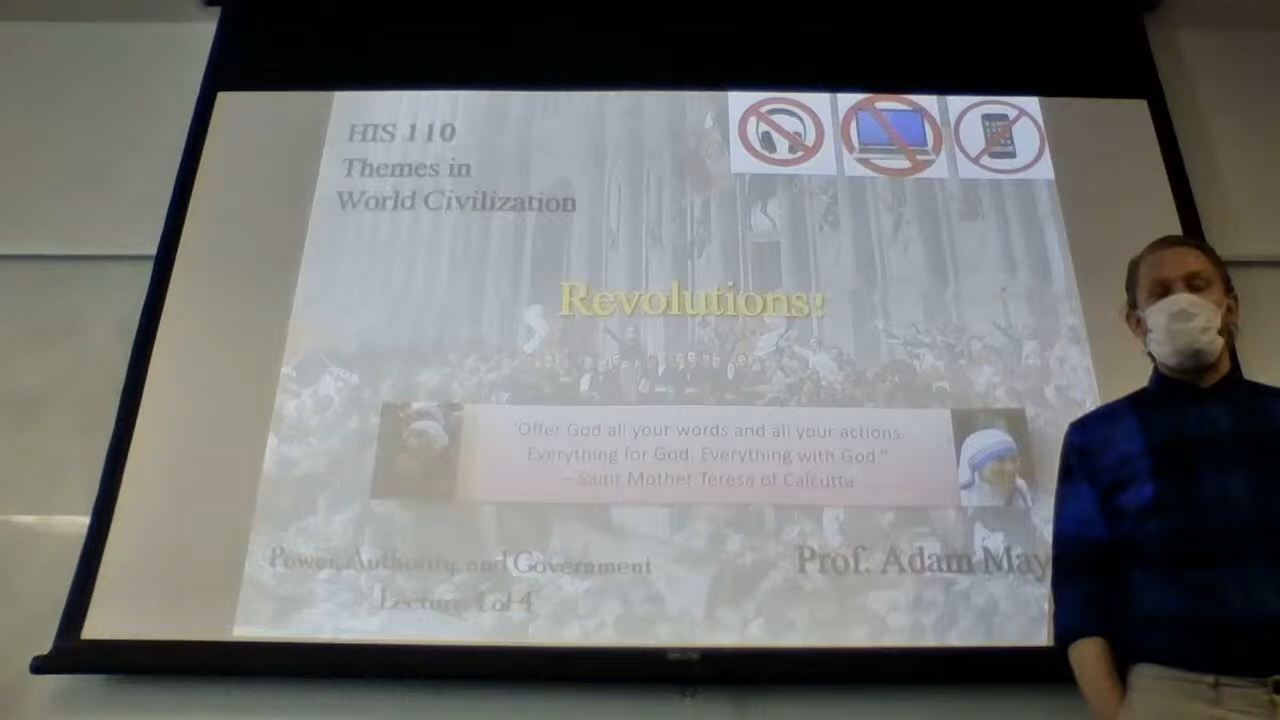 HIS 110
Themes in
World Civilization
Revolutions!
"Offer God all your words and all your actions.
Everything for God. Everything with God."
—Saint Mother Teresa of Calcutta
Power, Authority, and Government
Lecture 4 of 4
Prof. Adam May